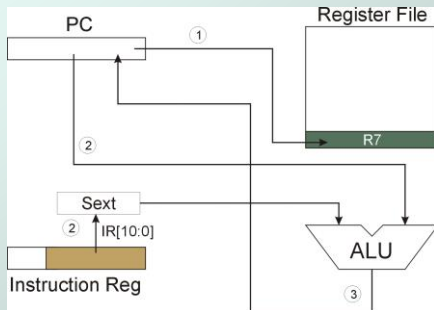 PC
Register File
1
R7
2
Sext
2
IR[10:0]
ALU
Instruction Reg
3